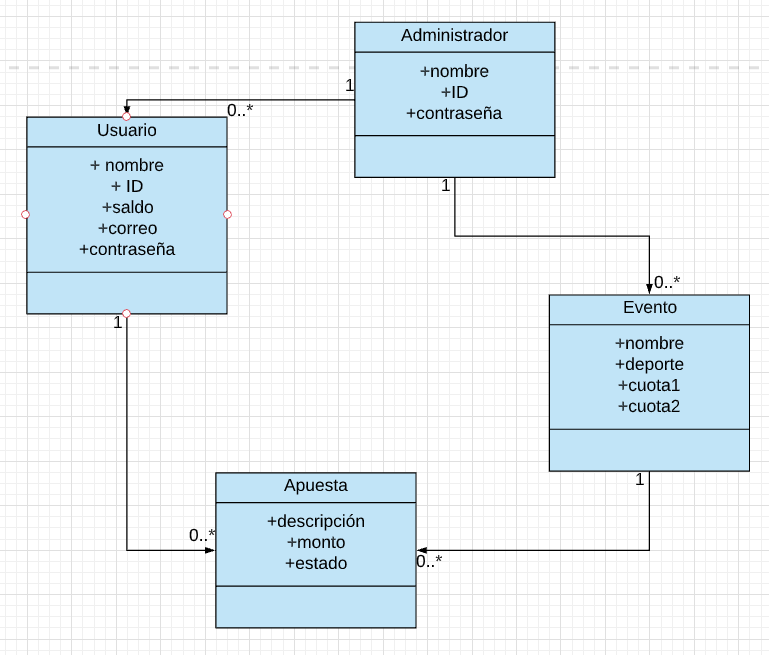 Administrador
+nombre
+ID
+contraseña
1
0..*
Usuario
+ nombre
+ ID
+saldo
+correo
+contraseña
1
1
0..*
Evento
+nombre
+deporte
+cuota1
+cuota2
1
Apuesta
+descripción
+monto
+estado
0..*
0..*